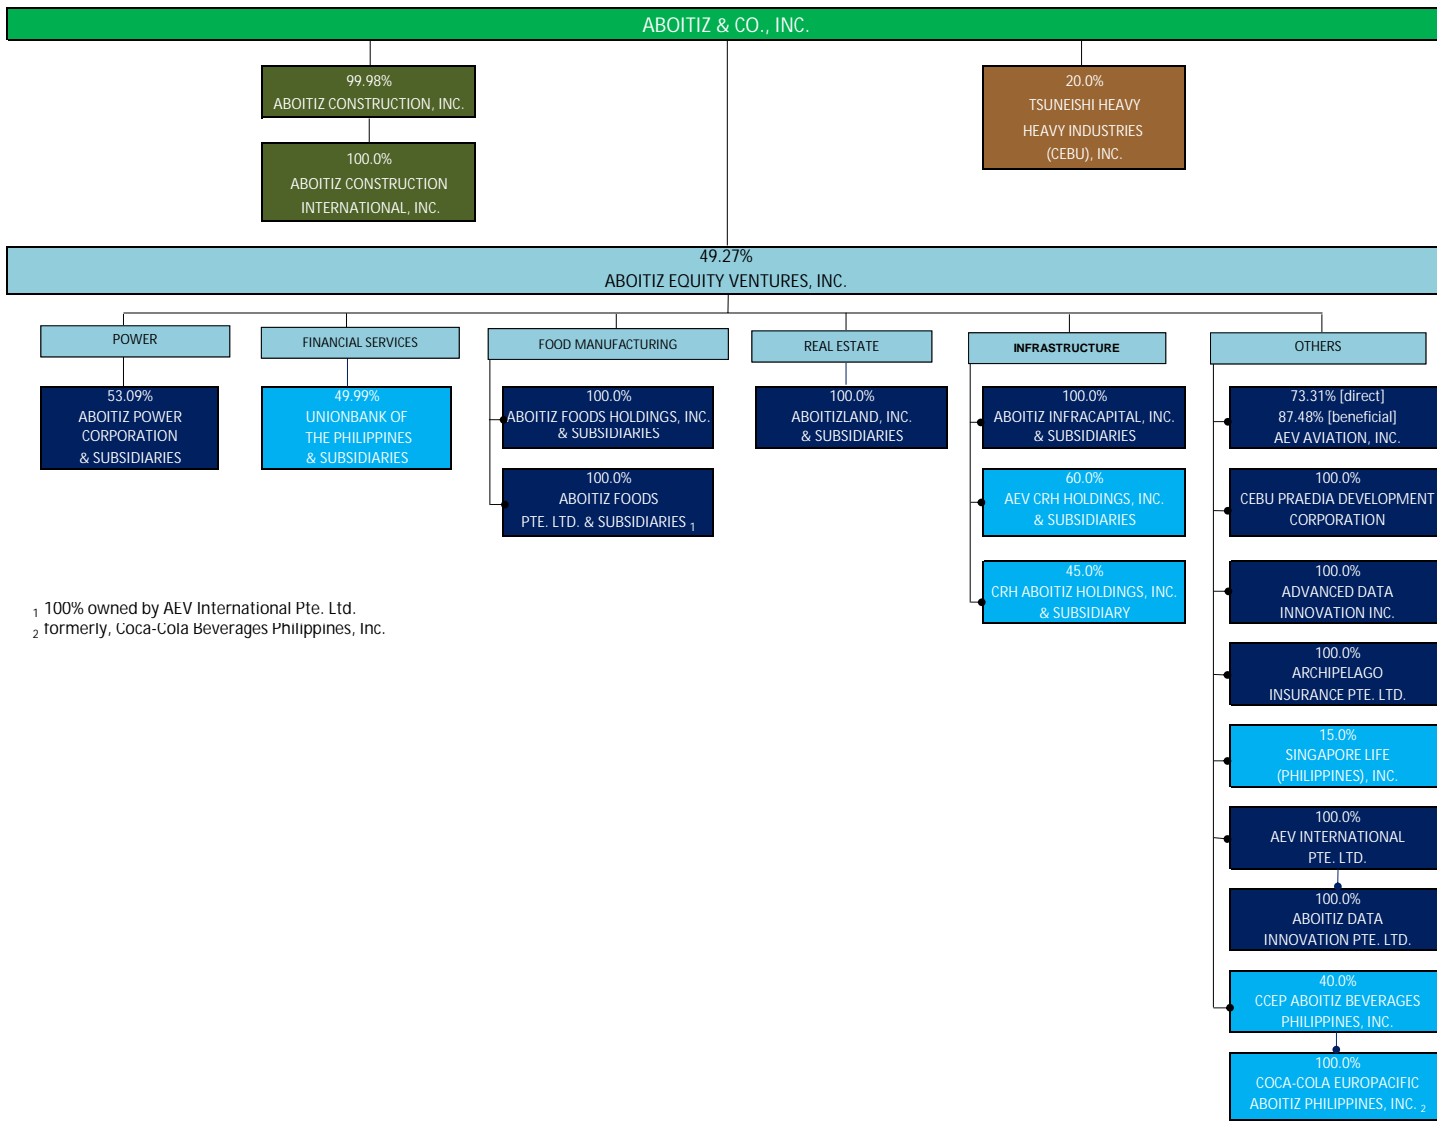 ABOITIZ & CO., INC.
99.98%
ABOITIZ CONSTRUCTION, INC.
100.0%
ABOITIZ CONSTRUCTION
INTERNATIONAL, INC.
20.0%
TSUNEISHI HEAVY
HEAVY INDUSTRIES
(CEBU), INC.
49.27%
ABOITIZ EQUITY VENTURES, INC.
POWER
53.09%
ABOITIZ POWER
CORPORATION
& SUBSIDIARIES
FINANCIAL SERVICES
49.99%
UNIONBANK OF
THE PHILIPPINES
& SUBSIDIARIES
FOOD MANUFACTURING
100.0%
ABOITIZ FOODS HOLDINGS, INC.
& SUBSIDIARIES
100.0%
ABOITIZ FOODS
PTE. LTD. & SUBSIDIARIES 1
REAL ESTATE
100.0%
ABOITIZLAND, INC.
& SUBSIDIARIES
INFRASTRUCTURE
100.0%
ABOITIZ INFRACAPITAL, INC.
& SUBSIDIARIES
60.0%
AEV CRH HOLDINGS, INC.
& SUBSIDIARIES
45.0%
CRH ABOITIZ HOLDINGS, INC.
& SUBSIDIARY
OTHERS
73.31% [direct]
87.48% [beneficial]
AEV AVIATION, INC.
100.0%
CEBU PRAEDIA DEVELOPMENT
CORPORATION
100.0%
ADVANCED DATA
INNOVATION INC.
100.0%
ARCHIPELAGO
INSURANCE PTE. LTD.
15.0%
SINGAPORE LIFE
(PHILIPPINES), INC.
100.0%
AEV INTERNATIONAL
PTE. LTD.
100.0%
ABOITIZ DATA
INNOVATION PTE. LTD.
40.0%
CCEP ABOITIZ BEVERAGES
PHILIPPINES, INC.
100.0%
COCA-COLA EUROPACIFIC
ABOITIZ PHILIPPINES, INC. 2
1 100% owned by AEV International Pte. Ltd.
2 formerly, Coca-Cola Beverages Philippines, Inc.